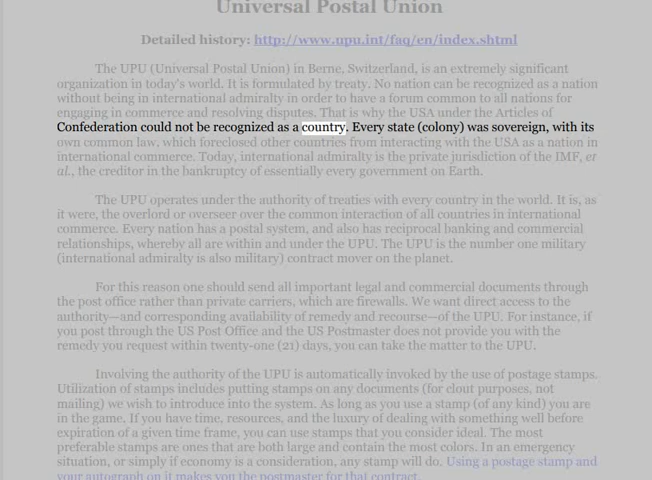 Universal Postal Union
Detailed history: http://www.upu.int/faq/en/index.shtml
The UPU (Universal Postal Union) in Berne, Switzerland, is an extremely significant
organization in today's world. It is formulated by treaty. No nation can be recognized as a nation
without being in international admiralty in order to have a forum common to all nations for
engaging in commerce and resolving disputes. That is why the USA under the Articles of
Confederation could not be recognized as a country. Every state (colony) was sovereign, with its
own common law, which foreclosed other countries from interacting with the USA as a nation in
international commerce. Today, international admiralty is the private jurisdiction of the IMF, et
al., the creditor in the bankruptcy of essentially every government on Earth.
The UPU operates under the authority of treaties with every country in the world. It is, as
it were, the overlord or overseer over the common interaction of all countries in international
commerce. Every nation has a postal system, and also has reciprocal banking and commercial
relationships, whereby all are within and under the UPU. The UPU is the number one military
(international admiralty is also military) contract mover on the planet.
For this reason one should send all important legal and commercial documents through
the post office rather than private carriers, which are firewalls. We want direct access to the
authority—and corresponding availability of remedy and recourse—of the UPU. For instance, if
you post through the US Post Office and the US Postmaster does not provide you with the
remedy you request within twenty-one (21) days, you can take the matter to the UPU.
Involving the authority of the UPU is automatically invoked by the use of postage stamps.
Utilization of stamps includes putting stamps on any documents (for clout purposes, not
mailing) we wish to introduce into the system. As long as you use a stamp (of any kind) you are
in the game. If you have time, resources, and the luxury of dealing with something well before
expiration of a given time frame, you can use stamps that you consider ideal. The most
preferable stamps are ones that are both large and contain the most colors. In an emergency
situation, or simply if economy is a consideration, any stamp will do. Using a postage stamp and
your autograph on it makes you the postmaster for that contract.